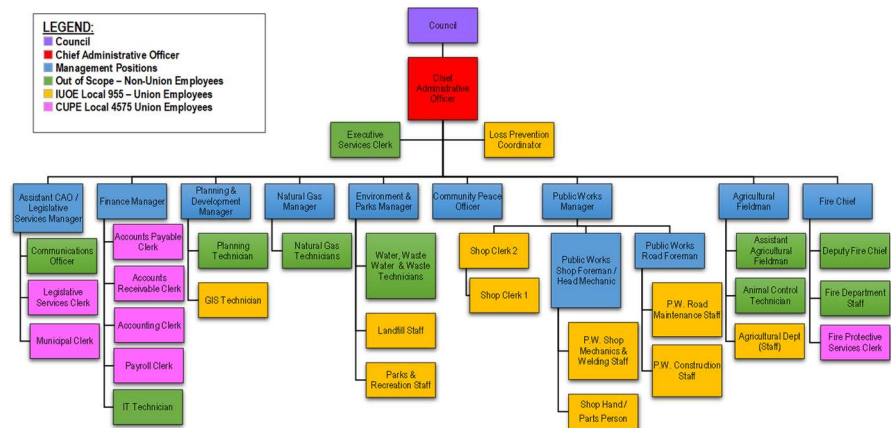 LEGEND:
Council
Chief Administrative Officer
Management Positions
Out of Scope – Non-Union Employees
IUOE Local 955 – Union Employees
CUPE Local 4575 Union Employees
Council
Chief
Administrative
Officer
Executive
Services Clerk
Loss Prevention
Coordinator
Assistant CAO /
Legislative
Services Manager
Communications
Officer
Legislative
Services Clerk
Municipal Clerk
Finance Manager
Accounts Payable
Clerk
Accounts
Receivable Clerk
Accounting Clerk
Payroll Clerk
IT Technician
Planning &
Development
Manager
Planning
Technician
GIS Technician
Natural Gas
Manager
Natural Gas
Technicians
Environment &
Parks Manager
Water, Waste
Water & Waste
Technicians
Landfill Staff
Parks &
Recreation Staff
Community Peace
Officer
Public Works
Manager
Shop Clerk 2
Shop Clerk 1
Public Works
Shop Foreman /
Head Mechanic
P.W. Shop
Mechanics &
Welding Staff
Shop Hand /
Parts Person
Public Works
Road Foreman
P.W. Road
Maintenance Staff
P.W. Construction
Staff
Agricultural
Fieldman
Assistant
Agricultural
Fieldman
Animal Control
Technician
Agricultural Dept
(Staff)
Fire Chief
Deputy Fire Chief
Fire Department
Staff
Fire Protective
Services Clerk